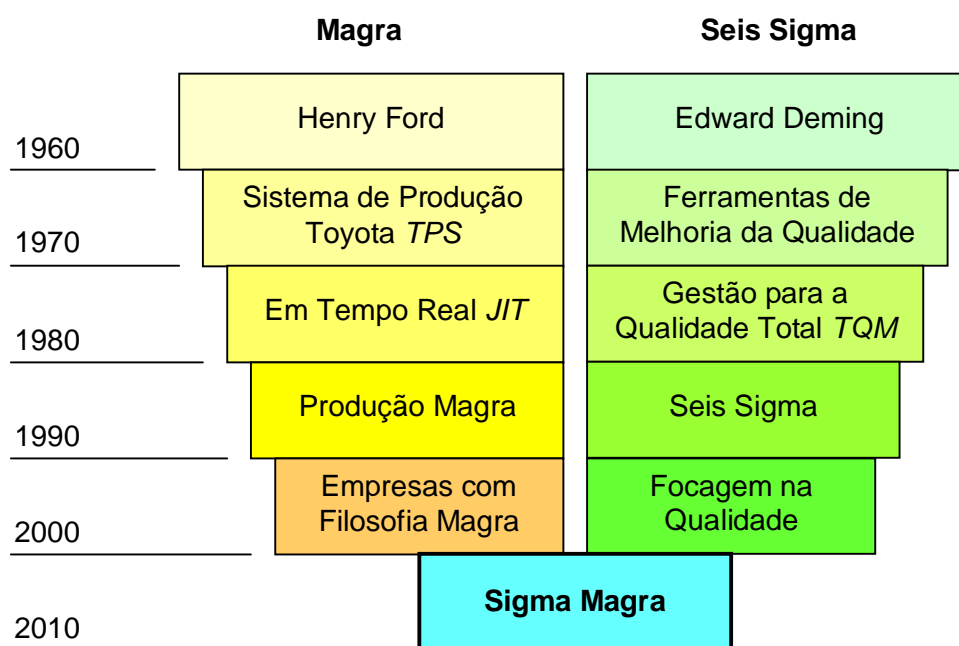 Magra
Seis Sigma
Henry Ford
Edward Deming
1960
Sistema de Produção
Toyota TPS
Ferramentas de
Melhoria da Qualidade
1970
Em Tempo Real JIT
Gestão para a
Qualidade Total TQM
1980
Produção Magra
Seis Sigma
1990
Empresas com
Filosofia Magra
Focagem na
Qualidade
2000
Sigma Magra
2010